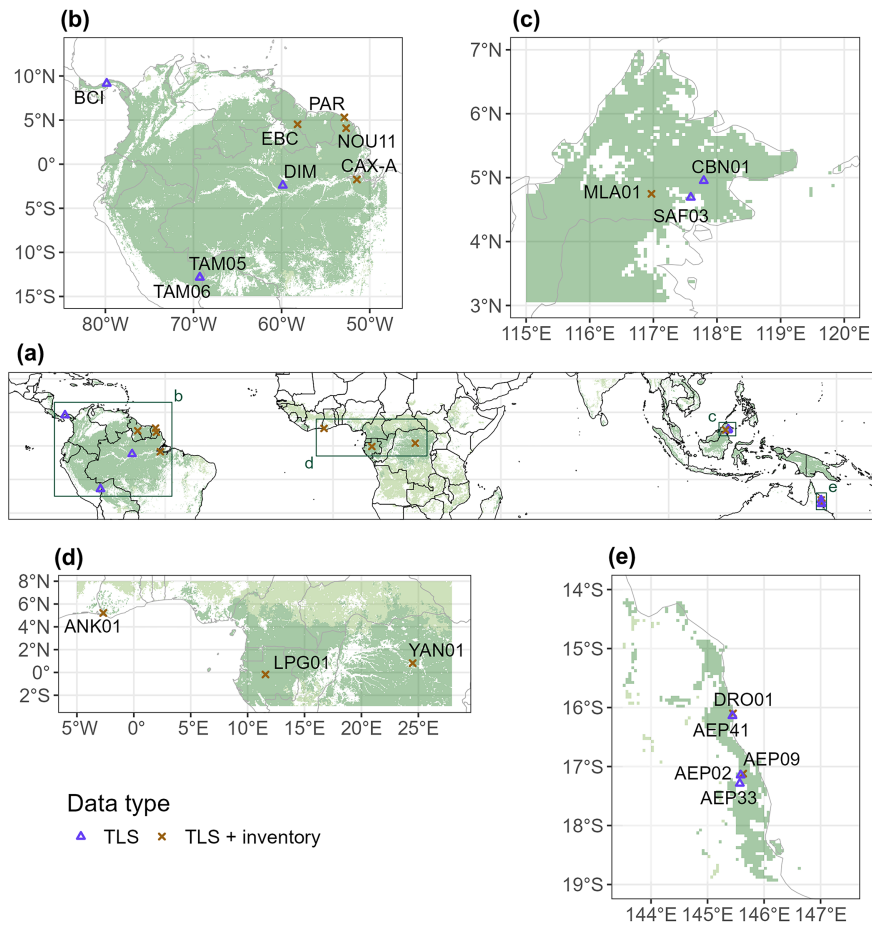 (b)
10°N
5°N
0°
5°S
10°S
15°S
80°W 70°W 60°W 50°W
BCI
PAR
EBC
NOU11
CAX-A
DIM
TAM05
TAM06
(c)
7°N
6°N
5°N
4°N
3°N
115°E 116°E 117°E 118°E 119°E 120°E
CBN01
MLA01
SAF03
(a)
b
c
d
e
(d)
8°N
6°N
4°N
2°N
0°
2°S
5°W 0° 5°E 10°E 15°E 20°E 25°E
ANK01
LPG01
YAN01
(e)
14°S
15°S
16°S
17°S
18°S
19°S
144°E 145°E 146°E 147°E
DRO01
AEP41
AEP09
AEP02
AEP33
Data type
TLS TLS + inventory